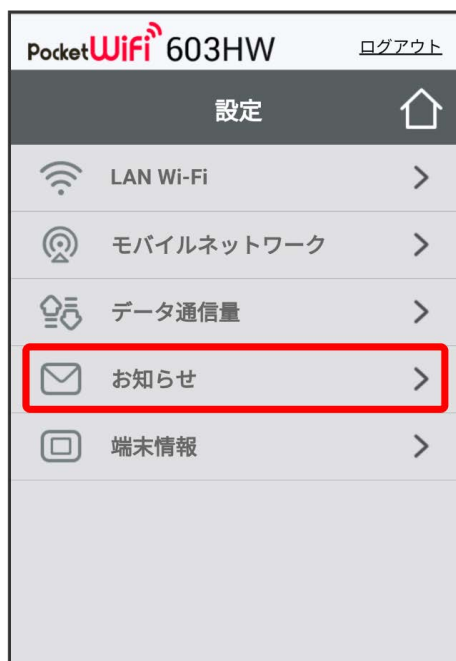 PocketWiFi 603HW ログアウト
設定
LAN Wi-Fi
モバイルネットワーク
データ通信量
お知らせ
端末情報